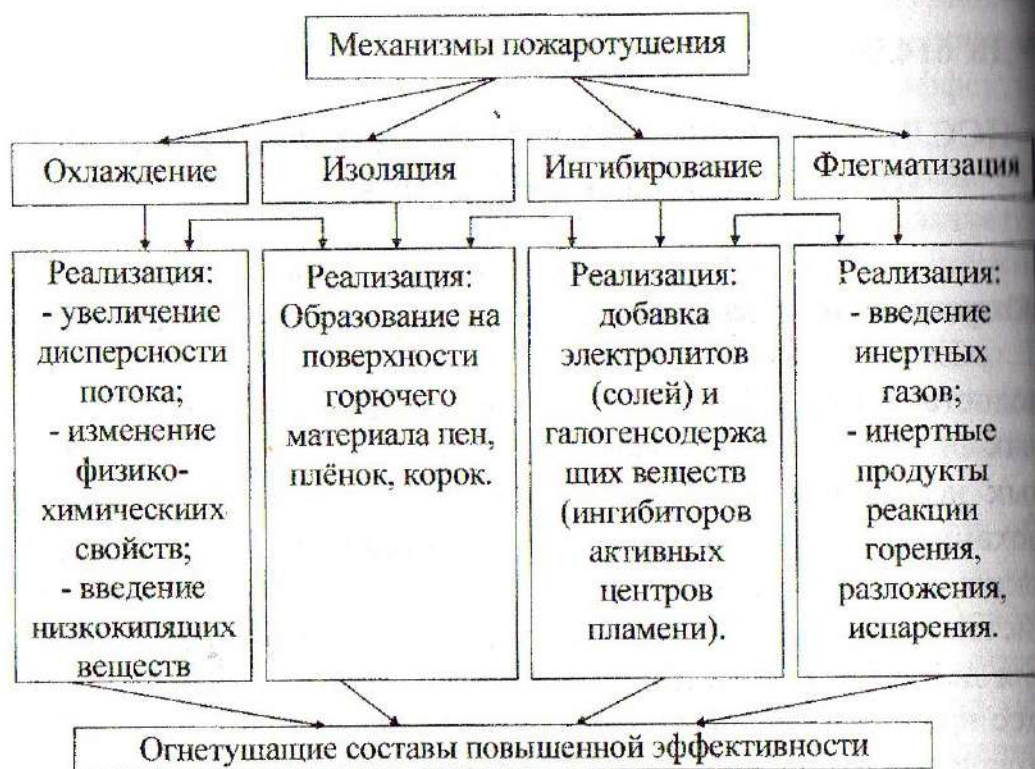 Механизмы пожаротушения
Охлаждение
Изоляция
Ингибирование
Флегматизация
Реализация:
- увеличение
дисперсности
потока;
- изменение
физико-
химическиих
свойств;
- введение
низкокипящих
веществ
Реализация:
Образование на
поверхности
горючего
материала пен,
плёнок, корок.
Реализация:
добавка
электролитов
(солей) и
галогенсодержа
щих веществ
(ингибиторов
активных
центров
пламени).
Реализация:
- введение
инертных
газов;
- инертные
продукты
реакции
горения,
разложения,
испарения.
Огнетушащие составы повышенной эффективности